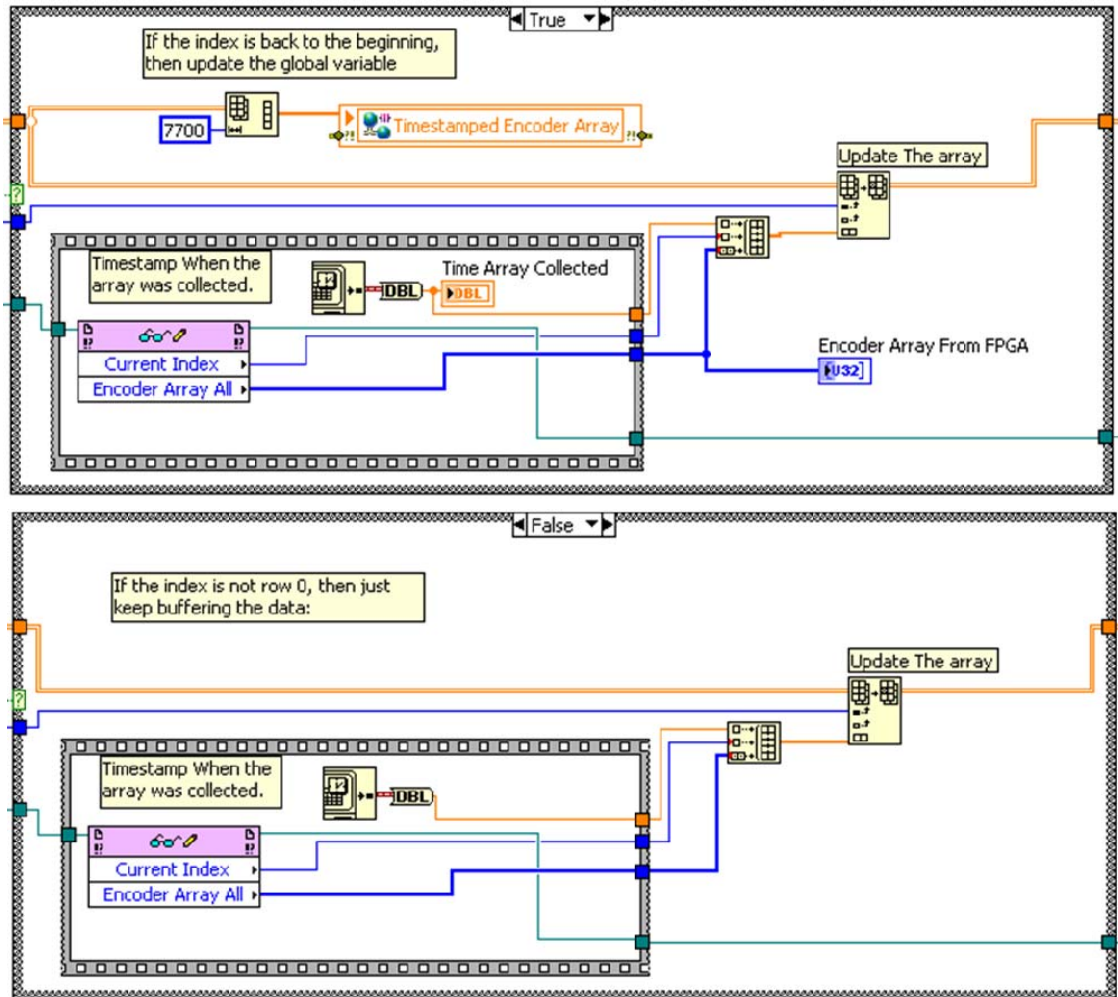 True
If the index is back to the beginning,
then update the global variable
7700
Timestamped Encoder Array
?!
?!
Update The array
?
Timestamp When the
array was collected.
Time Array Collected
DBL
DBL
Current Index
Encoder Array All
Encoder Array From FPGA
U32
False
If the index is not row 0, then just
keep buffering the data:
Update The array
?
Timestamp When the
array was collected.
DBL
Current Index
Encoder Array All